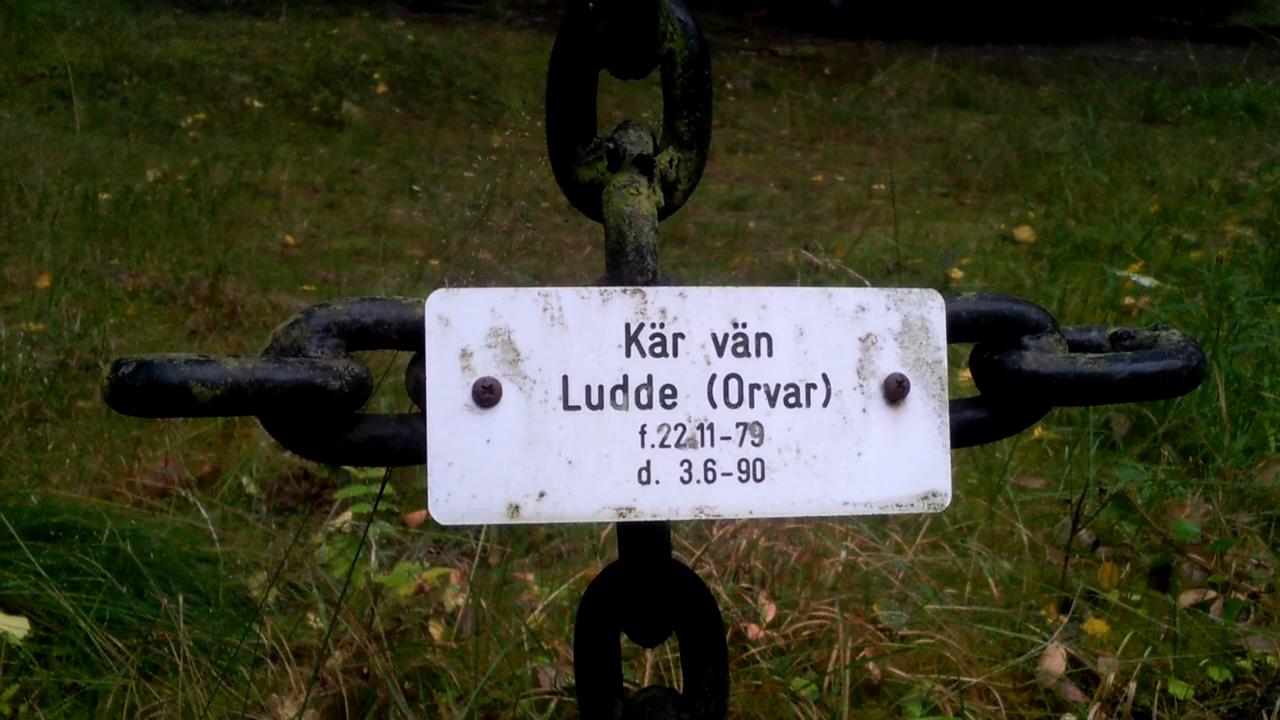 Kär vän
Ludde (Orvar)
f.22.11-79
d. 3.6-90